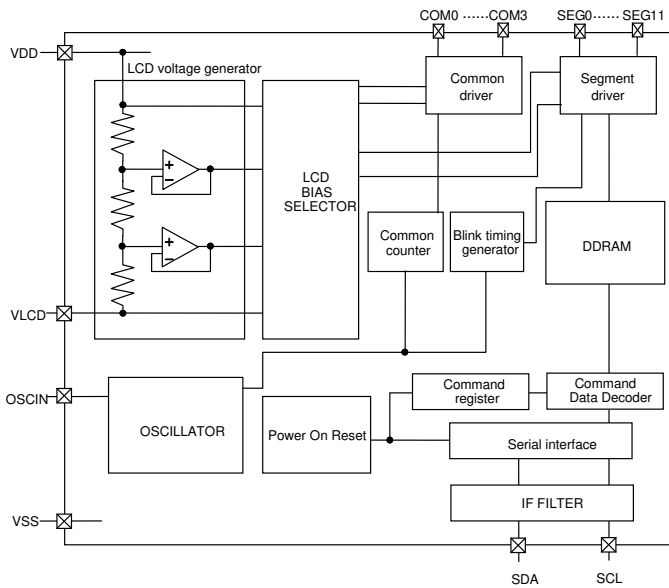 COM0 ...... COM3
SEG0 ...... SEG11
VDD
LCD voltage generator
Common
driver
Segment
driver
+
−
+
−
LCD
BIAS
SELECTOR
Common
counter
Blink timing
generator
DDRAM
VLCD
OSCIN
OSCILLATOR
Power On Reset
Command
register
Command
Data Decoder
Serial interface
IF FILTER
VSS
SDA
SCL